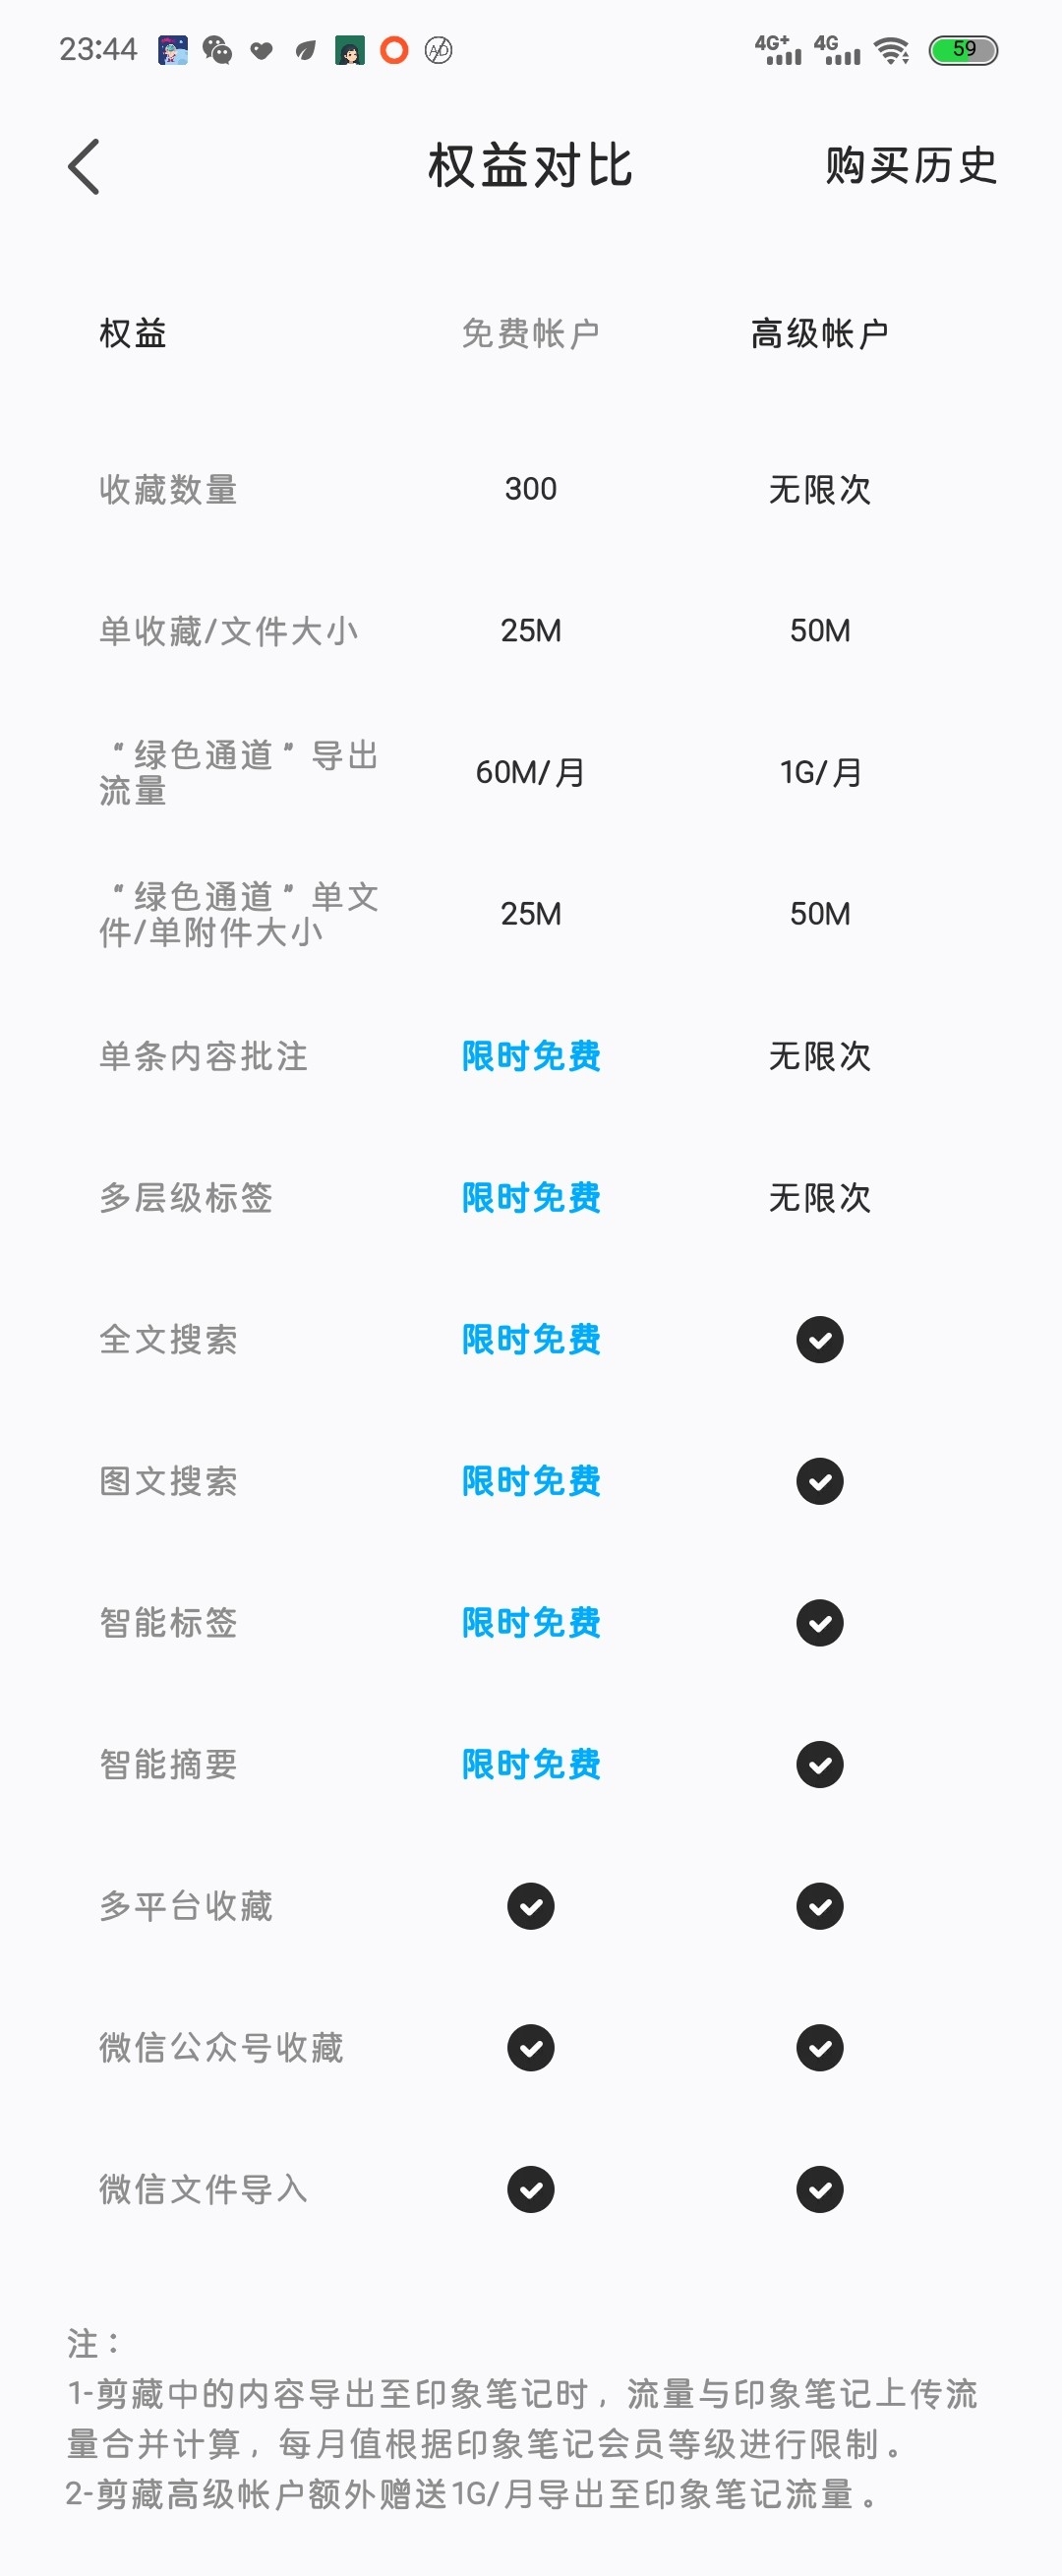 23:44
4G+ 4G 59
权益对比 购买历史
权益 免费帐户 高级帐户
收藏数量 300 无限次
单收藏/文件大小 25M 50M
“绿色通道”导出
流量 60M/月 1G/月
“绿色通道”单文
件/单附件大小 25M 50M
单条内容批注 限时免费 无限次
多层级标签 限时免费 无限次
全文搜索 限时免费
图文搜索 限时免费
智能标签 限时免费
智能摘要 限时免费
多平台收藏
微信公众号收藏
微信文件导入
注：
1-剪藏中的内容导出至印象笔记时，流量与印象笔记上传流
量合并计算，每月值根据印象笔记会员等级进行限制。
2-剪藏高级帐户额外赠送1G/月导出至印象笔记流量。